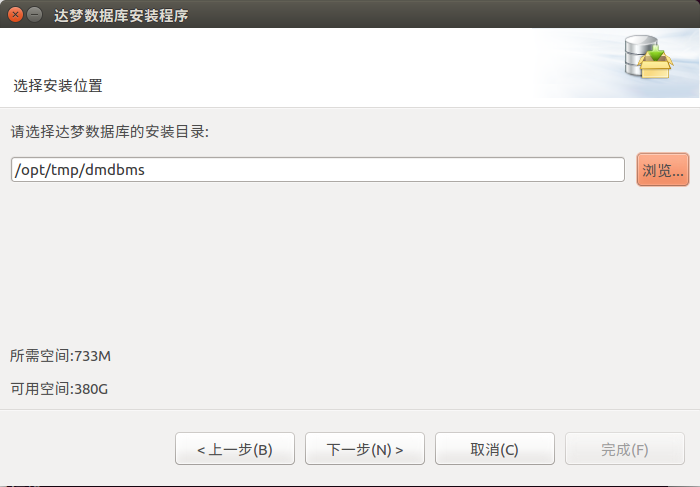 达梦数据库安装程序
选择安装位置
请选择达梦数据库的安装目录:
/opt/tmp/dmdbms
浏览...
所需空间:733M
可用空间:380G
< 上一步(B)
下一步(N) >
取消(C)
完成(F)